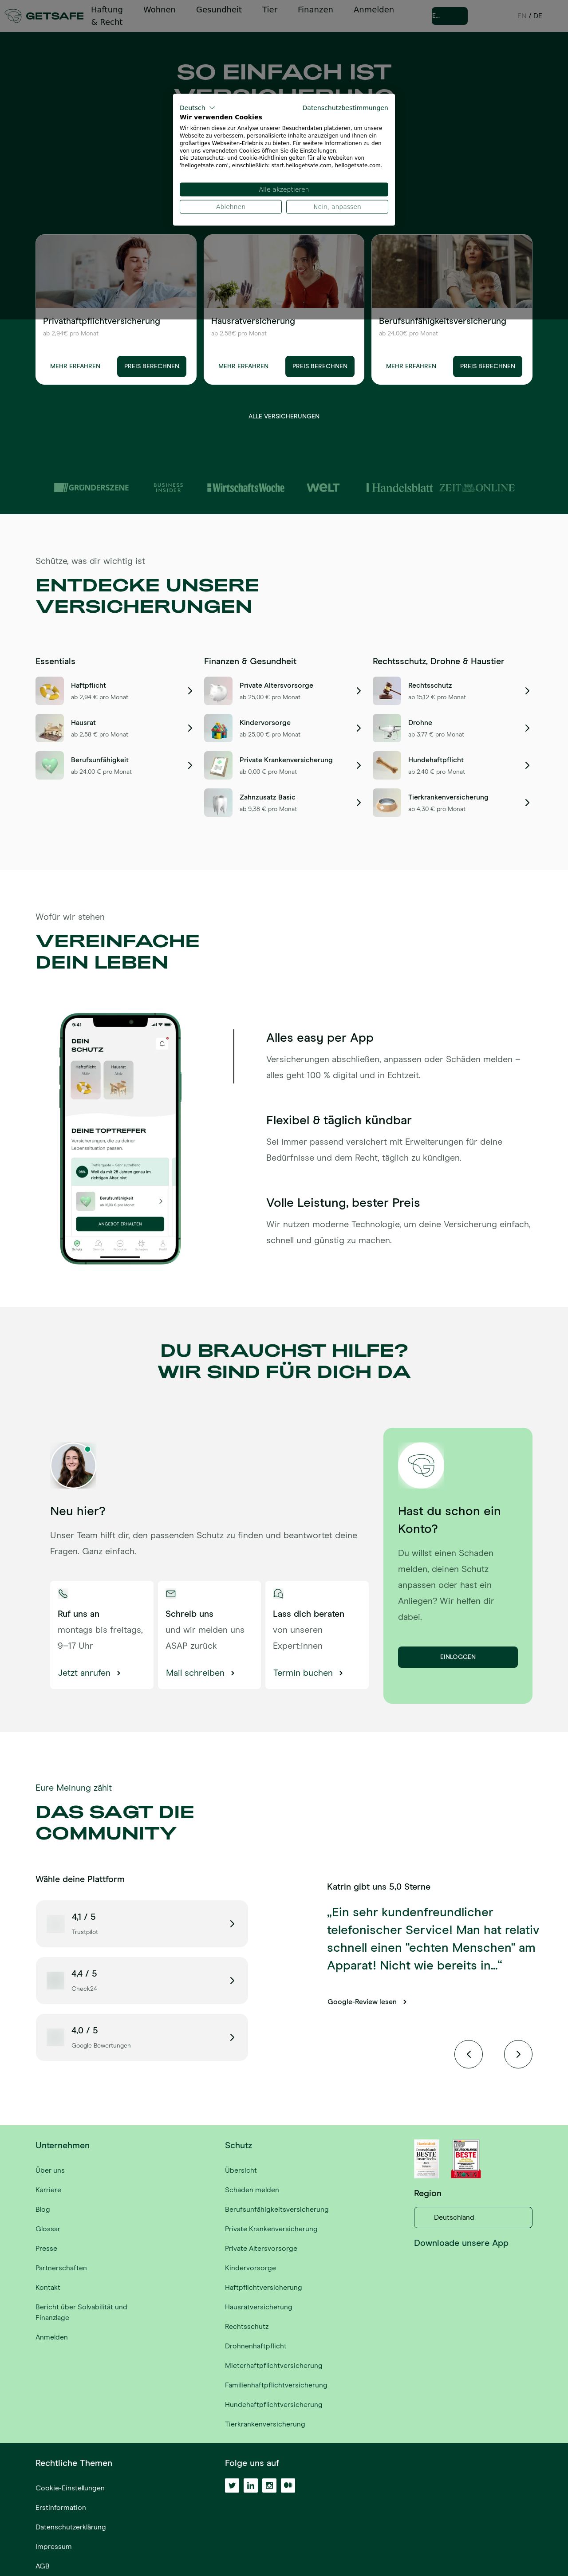 GETSAFE
Haftung
& Recht
Wohnen
Gesundheit
Tier
Finanzen
Anmelden
E...
EN / DE
SO EINFACH IST
Deutsch
Datenschutzbestimmungen
Wir verwenden Cookies
Wir können diese zur Analyse unserer Besucherdaten platzieren, um unsere
Webseite zu verbessern, personalisierte Inhalte anzuzeigen und Ihnen ein
großartiges Webseiten-Erlebnis zu bieten. Für weitere Informationen zu den
von uns verwendeten Cookies öffnen Sie die Einstellungen.
Die Datenschutz- und Cookie-Richtlinien gelten für alle Webseiten von
'hellogetsafe.com', einschließlich: start.hellogetsafe.com, hellogetsafe.com.
Alle akzeptieren
Ablehnen
Nein, anpassen
Privathaftpflichtversicherung
ab 2,94€ pro Monat
MEHR ERFAHREN
PREIS BERECHNEN
Hausratversicherung
ab 2,58€ pro Monat
MEHR ERFAHREN
PREIS BERECHNEN
Berufsunfähigkeitsversicherung
ab 24,00€ pro Monat
MEHR ERFAHREN
PREIS BERECHNEN
ALLE VERSICHERUNGEN
GRÜNDERSZENE
BUSINESS
INSIDER
WirtschaftsWoche
WELT
Handelsblatt
ZEIT ONLINE
Schütze, was dir wichtig ist
ENTDECKE UNSERE
VERSICHERUNGEN
Essentials
Haftpflicht
ab 2,94 € pro Monat
Hausrat
ab 2,58 € pro Monat
Berufsunfähigkeit
ab 24,00 € pro Monat
Finanzen & Gesundheit
Private Altersvorsorge
ab 25,00 € pro Monat
Kindervorsorge
ab 25,00 € pro Monat
Private Krankenversicherung
ab 0,00 € pro Monat
Zahnzusatz Basic
ab 9,38 € pro Monat
Rechtsschutz, Drohne & Haustier
Rechtsschutz
ab 15,12 € pro Monat
Drohne
ab 3,77 € pro Monat
Hundehaftpflicht
ab 2,40 € pro Monat
Tierkrankenversicherung
ab 4,30 € pro Monat
Wofür wir stehen
VEREINFACHE
DEIN LEBEN
9:41
DEIN
SCHUTZ
Haftpflicht
Aktiv
Hausrat
Aktiv
DEINE TOPTREFFER
Versicherungen, die zu deiner
Lebenssituation passen.
Weil du mit 28 Jahren genau im
richtigen Alter bist
Berufsunfähigkeit
ANGEBOT ERHALTEN
Schutz
Alles easy per App
Versicherungen abschließen, anpassen oder Schäden melden –
alles geht 100 % digital und in Echtzeit.
Flexibel & täglich kündbar
Sei immer passend versichert mit Erweiterungen für deine
Bedürfnisse und dem Recht, täglich zu kündigen.
Volle Leistung, bester Preis
Wir nutzen moderne Technologie, um deine Versicherung einfach,
schnell und günstig zu machen.
DU BRAUCHST HILFE?
WIR SIND FÜR DICH DA
Neu hier?
Unser Team hilft dir, den passenden Schutz zu finden und beantwortet deine
Fragen. Ganz einfach.
Ruf uns an
montags bis freitags,
9–17 Uhr
Jetzt anrufen
Schreib uns
und wir melden uns
ASAP zurück
Mail schreiben
Lass dich beraten
von unseren
Expert:innen
Termin buchen
Hast du schon ein
Konto?
Du willst einen Schaden
melden, deinen Schutz
anpassen oder hast ein
Anliegen? Wir helfen dir
dabei.
EINLOGGEN
Eure Meinung zählt
DAS SAGT DIE
COMMUNITY
Wähle deine Plattform
4,1 / 5
Trustpilot
4,4 / 5
Check24
4,0 / 5
Google Bewertungen
Katrin gibt uns 5,0 Sterne
„Ein sehr kundenfreundlicher
telefonischer Service! Man hat relativ
schnell einen "echten Menschen" am
Apparat! Nicht wie bereits in...“
Google-Review lesen
Unternehmen
Über uns
Karriere
Blog
Glossar
Presse
Partnerschaften
Kontakt
Bericht über Solvabilität und
Finanzlage
Anmelden
Schutz
Übersicht
Schaden melden
Berufsunfähigkeitsversicherung
Private Krankenversicherung
Private Altersvorsorge
Kindervorsorge
Haftpflichtversicherung
Hausratversicherung
Rechtsschutz
Drohnenhaftpflicht
Mieterhaftpflichtversicherung
Familienhaftpflichtversicherung
Hundehaftpflichtversicherung
Tierkrankenversicherung
BESTE
BESTE
Region
Deutschland
Downloade unsere App
Rechtliche Themen
Cookie-Einstellungen
Erstinformation
Datenschutzerklärung
Impressum
AGB
Folge uns auf